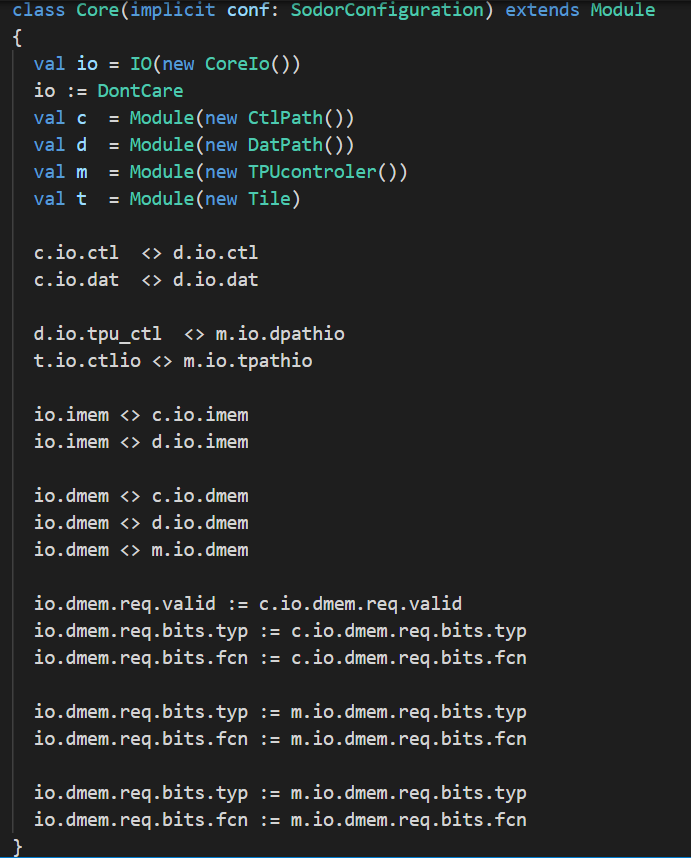 class Core(implicit conf: SodorConfiguration) extends Module
{
  val io = IO(new CoreIo())
  io := DontCare
  val c  = Module(new CtlPath())
  val d  = Module(new DatPath())
  val m  = Module(new TPUcontroler())
  val t  = Module(new Tile)

  c.io.ctl  <> d.io.ctl
  c.io.dat  <> d.io.dat

  d.io.tpu_ctl  <> m.io.dpathio
  t.io.ctlio <> m.io.tpathio

  io.imem <> c.io.imem
  io.imem <> d.io.imem

  io.dmem <> c.io.dmem
  io.dmem <> d.io.dmem
  io.dmem <> m.io.dmem

  io.dmem.req.valid := c.io.dmem.req.valid
  io.dmem.req.bits.typ := c.io.dmem.req.bits.typ
  io.dmem.req.bits.fcn := c.io.dmem.req.bits.fcn

  io.dmem.req.bits.typ := m.io.dmem.req.bits.typ
  io.dmem.req.bits.fcn := m.io.dmem.req.bits.fcn

  io.dmem.req.bits.typ := m.io.dmem.req.bits.typ
  io.dmem.req.bits.fcn := m.io.dmem.req.bits.fcn
}